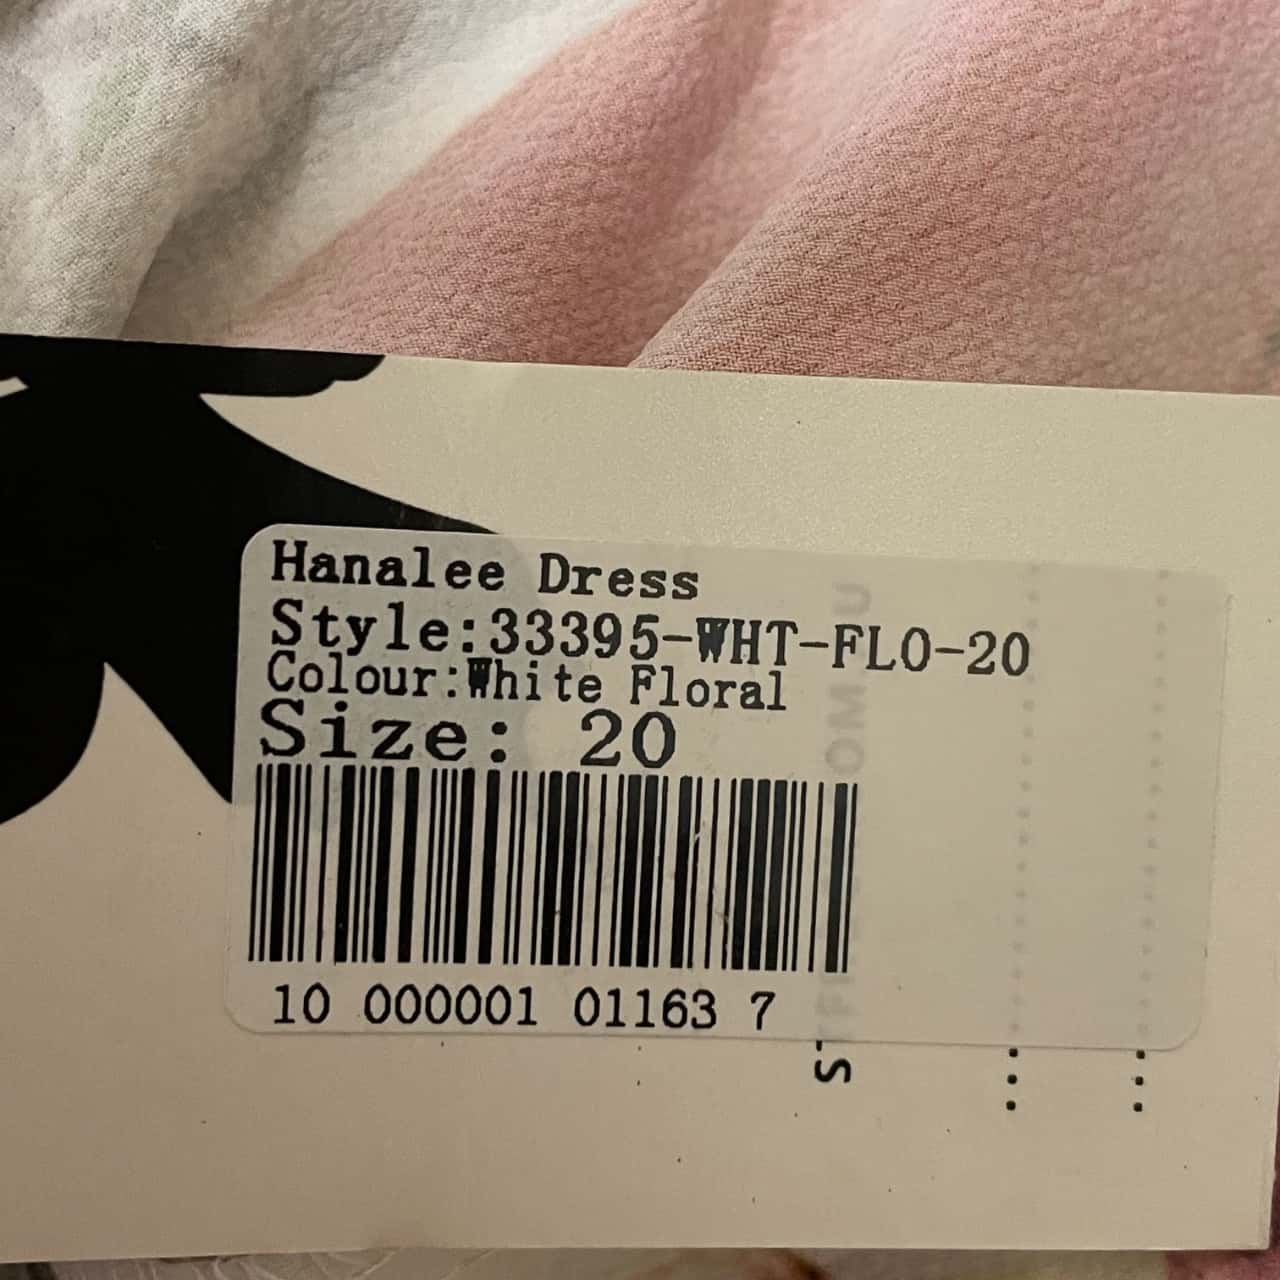 Hanalee Dress
Style:33395-WHT-FLO-20
Colour:White Floral
Size: 20
10 000001 01163 7